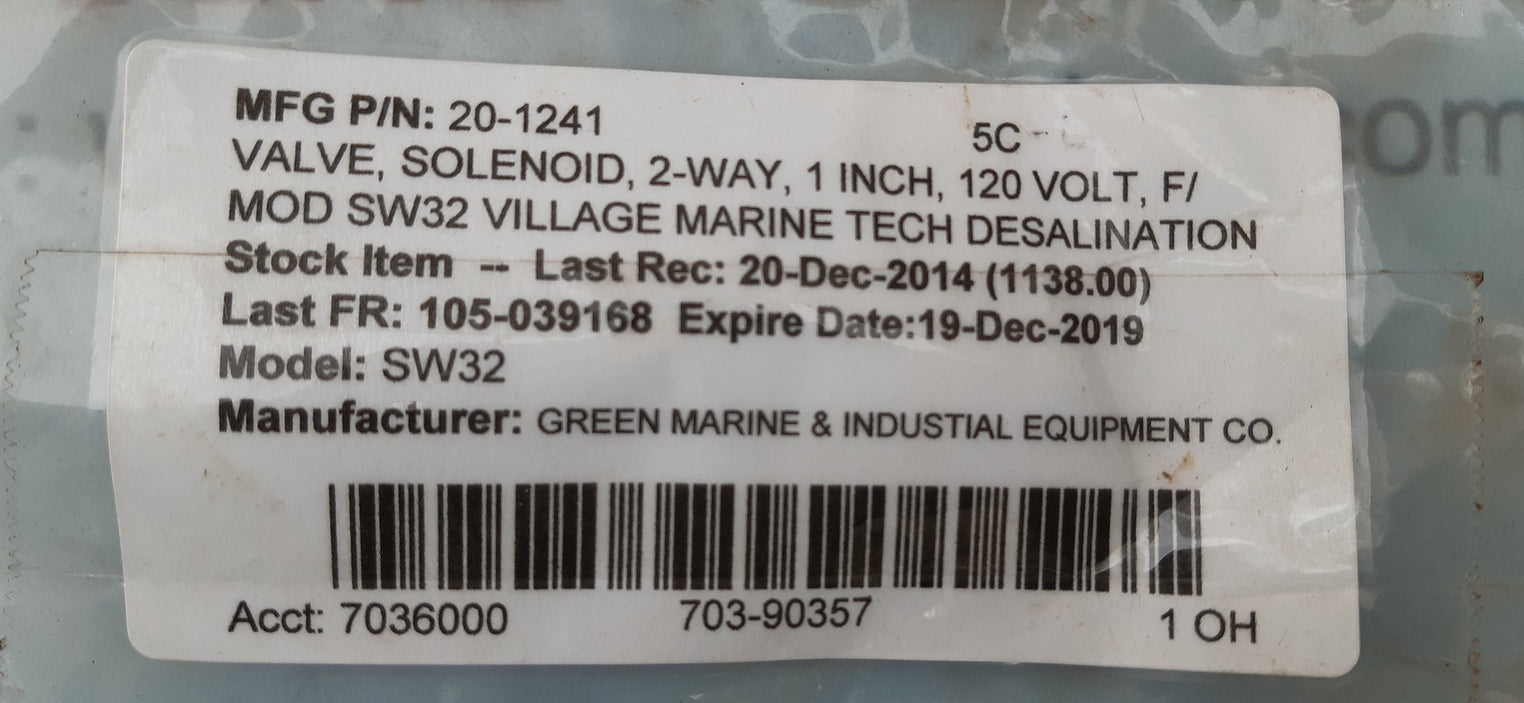 MFG P/N: 20-1241
5C
VALVE, SOLENOID, 2-WAY, 1 INCH, 120 VOLT, F/
MOD SW32 VILLAGE MARINE TECH DESALINATION
Stock Item -- Last Rec: 20-Dec-2014 (1138.00)
Last FR: 105-039168 Expire Date:19-Dec-2019
Model: SW32
Manufacturer: GREEN MARINE & INDUSTIAL EQUIPMENT CO.
Acct: 7036000 703-90357 1 OH